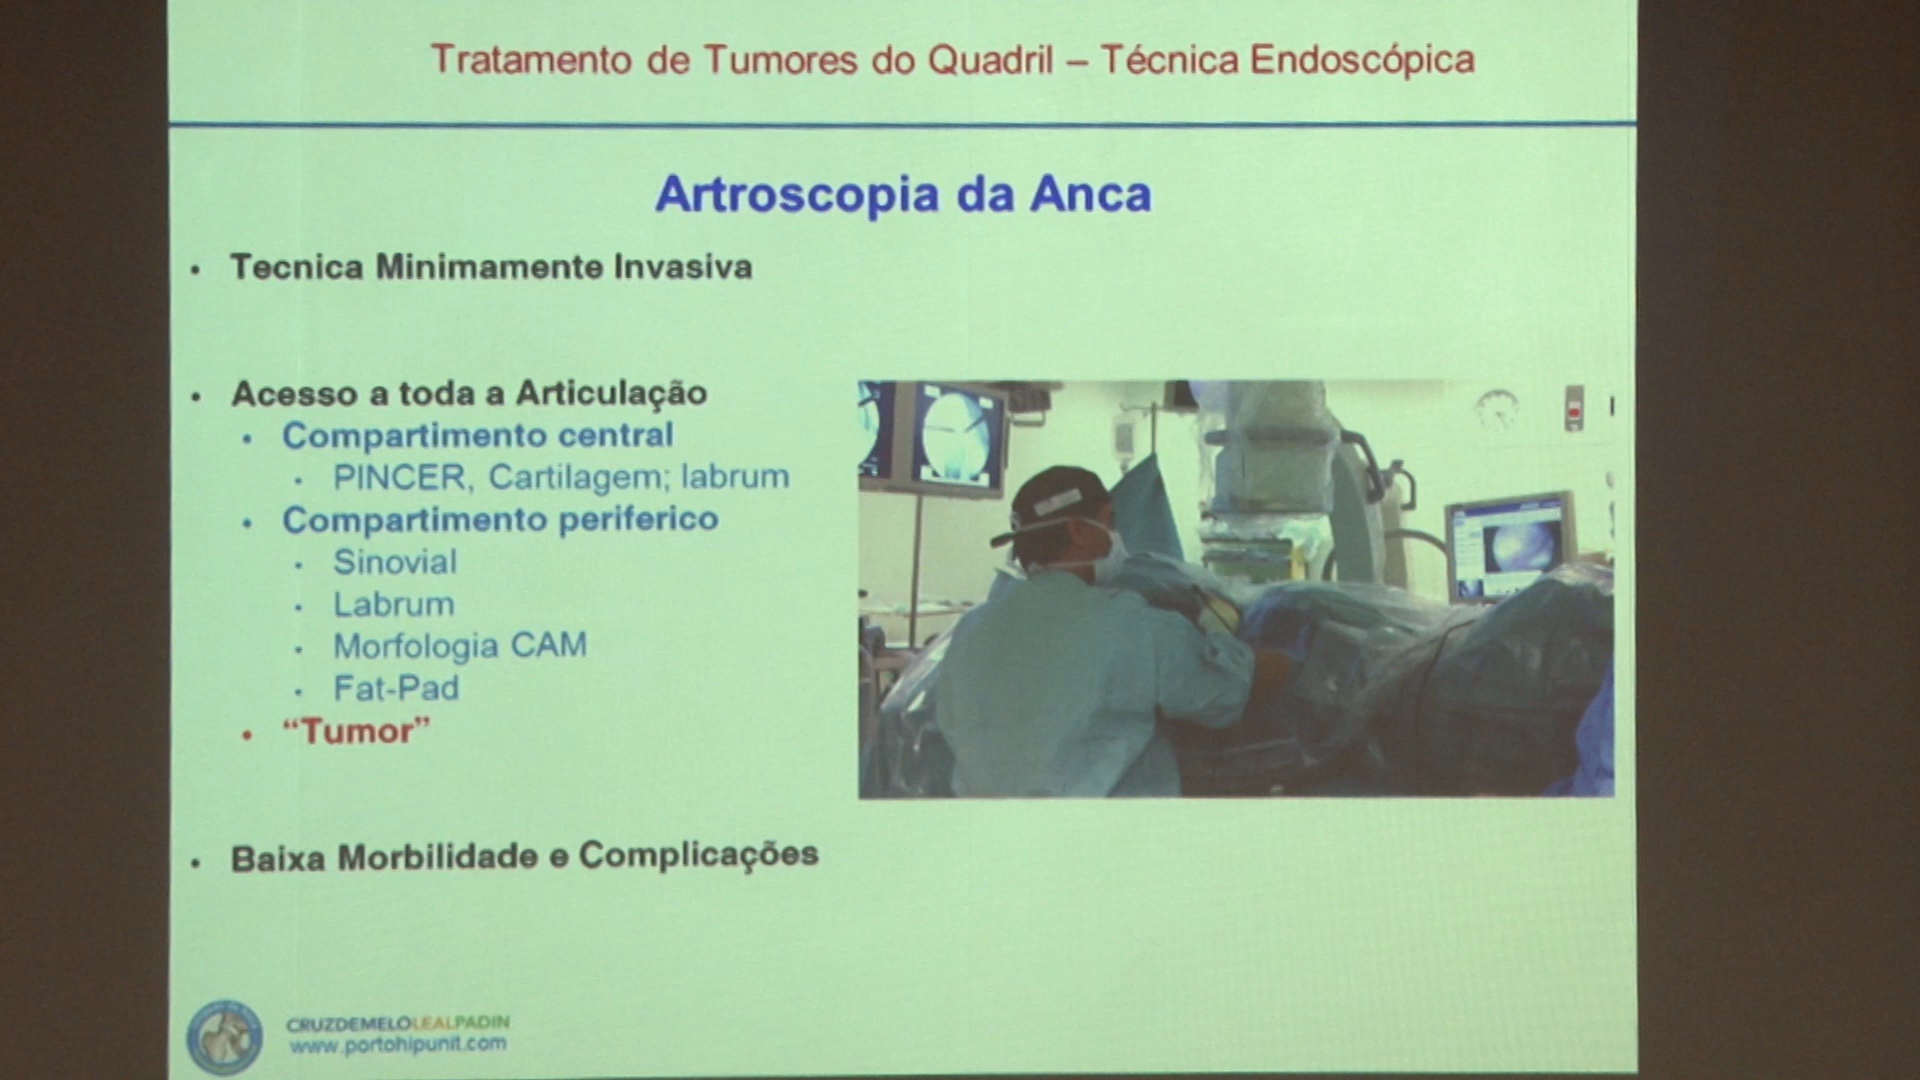 Tratamento de Tumores do Quadril – Técnica Endoscópica
Artroscopia da Anca
• Tecnica Minimamente Invasiva
• Acesso a toda a Articulação
• Compartimento central
• PINCER, Cartilagem; labrum
• Compartimento periferico
• Sinovial
• Labrum
• Morfologia CAM
• Fat-Pad
• “Tumor”
• Baixa Morbilidade e Complicações
CRUZDEMELOLEALPADIN
www.portohipunit.com